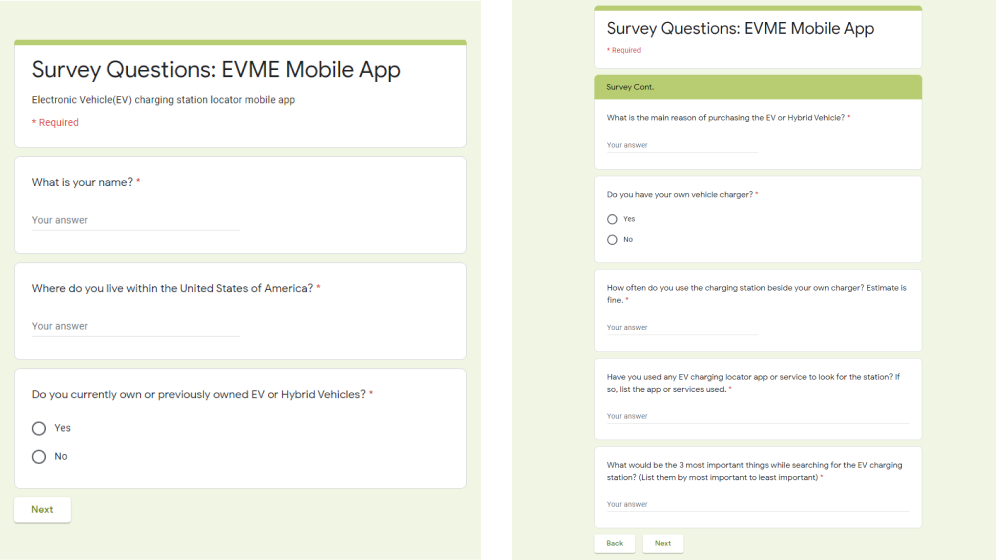 Survey Questions: EVME Mobile App
Electronic Vehicle(EV) charging station locator mobile app
* Required
What is your name? *
Your answer
Where do you live within the United States of America? *
Your answer
Do you currently own or previously owned EV or Hybrid Vehicles? *
Yes
No
Next
Survey Questions: EVME Mobile App
* Required
Survey Cont.
What is the main reason of purchasing the EV or Hybrid Vehicle? *
Your answer
Do you have your own vehicle charger? *
Yes
No
How often do you use the charging station beside your own charger? Estimate is
fine. *
Your answer
Have you used any EV charging locator app or service to look for the station? If
so, list the app or services used. *
Your answer
What would be the 3 most important things while searching for the EV charging
station? (List them by most important to least important) *
Your answer
Back
Next